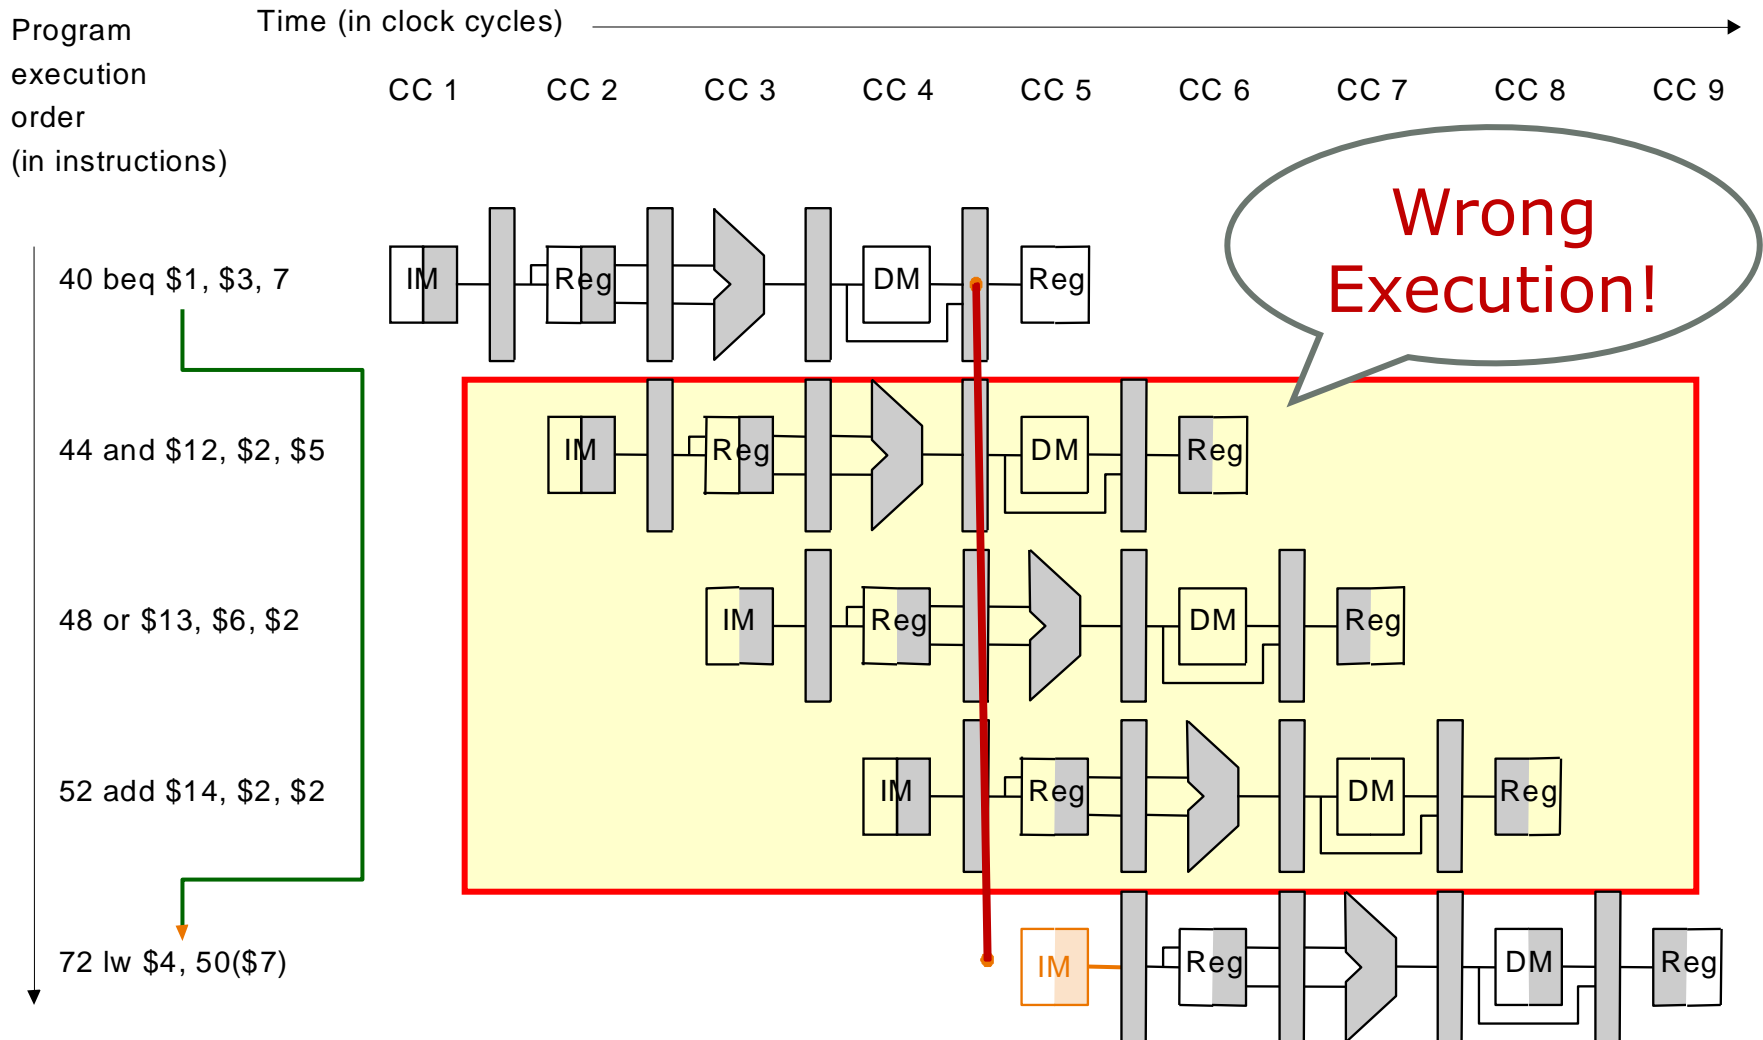 Program
execution
order
(in instructions)
Time (in clock cycles)
CC 1 CC 2 CC 3 CC 4 CC 5 CC 6 CC 7 CC 8 CC 9
Wrong
Execution!
40 beq $1, $3, 7
IM Reg DM Reg
44 and $12, $2, $5
IM Reg DM Reg
48 or $13, $6, $2
IM Reg DM Reg
52 add $14, $2, $2
IM Reg DM Reg
72 lw $4, 50($7)
IM Reg DM Reg